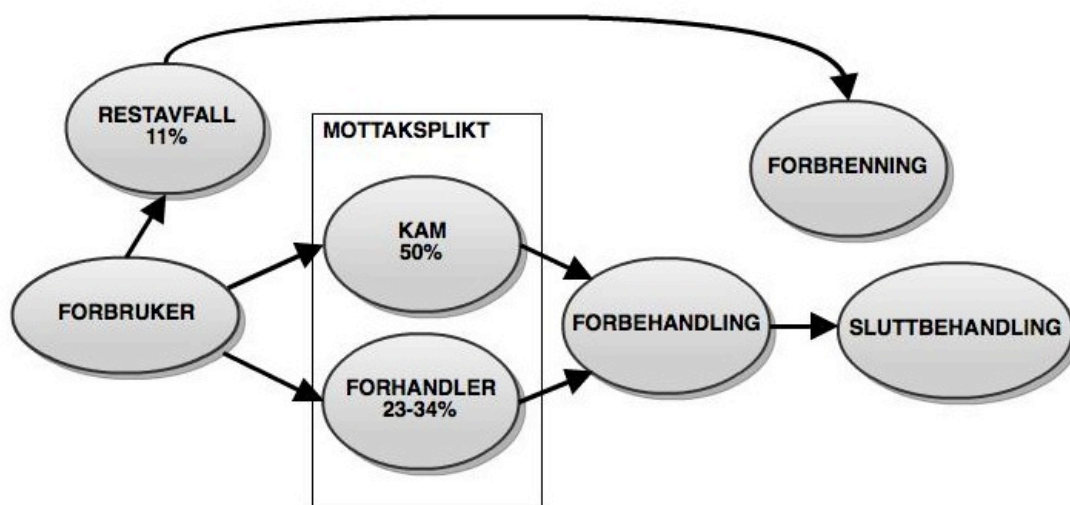 RESTAVFALL
11%
MOTTAKSPLIKT
FORBRENNING
KAM
50%
FORBRUKER
FORBEHANDLING
SLUTTBEHANDLING
FORHANDLER
23-34%